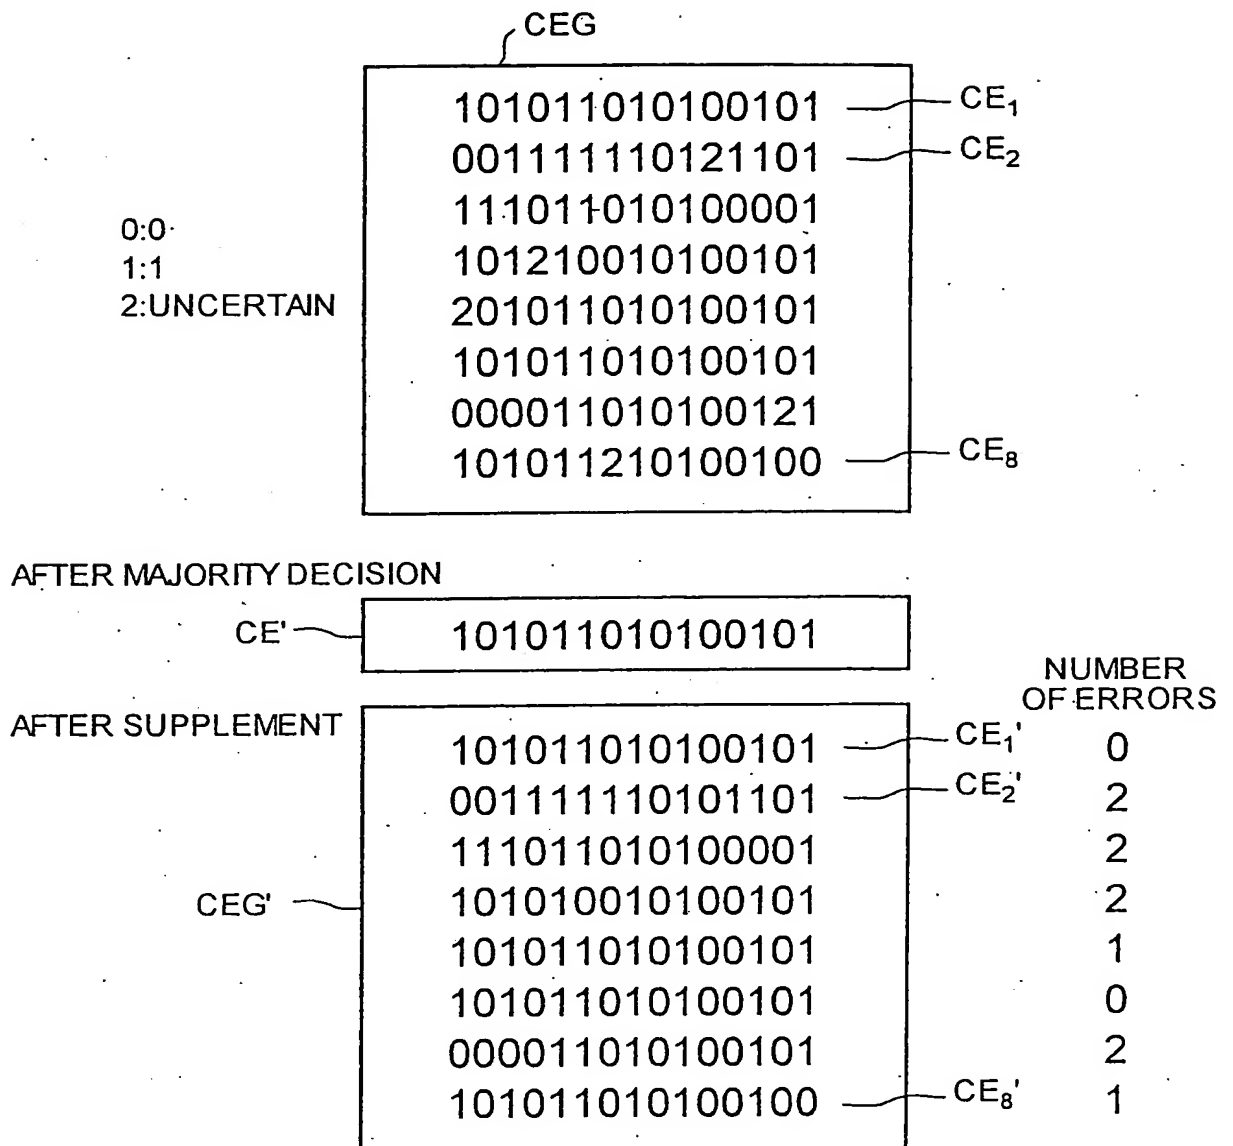 CEG
101011010100101 CE₁
001111110121101 CE₂
111011010100001
101210010100101
201011010100101
101011010100101
000011010100121
101011210100100 CE₈
0:0
1:1
2:UNCERTAIN
AFTER MAJORITY DECISION
CE' 101011010100101
AFTER SUPPLEMENT
NUMBER
OF ERRORS
101011010100101 CE₁' 0
001111110101101 CE₂' 2
111011010100001 2
CEG' 101010010100101 2
101011010100101 1
101011010100101 0
000011010100101 2
101011010100100 CE₈' 1